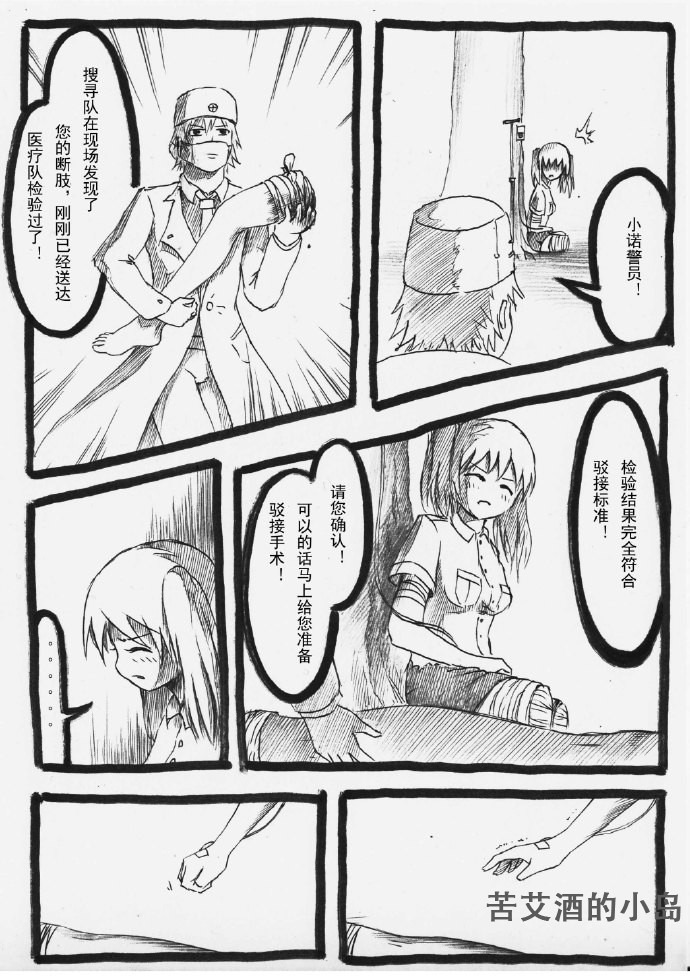 小诺警员！
搜寻队在现场发现了
您的断肢，刚刚已经送达
医疗队检验过了！
检验结果完全符合
驳接标准！
请您确认！
可以的话马上给您准备
驳接手术！
………
苦艾酒的小岛